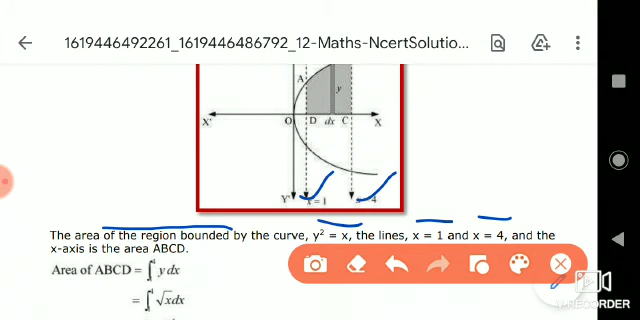 1619446492261_1619446486792_12-Maths-NcertSolutio...
A
y
X' O D dx C X
Y' x = 1 x = 4
The area of the region bounded by the curve, y² = x, the lines, x = 1 and x = 4, and the
x-axis is the area ABCD.
Area of ABCD = ∫₁⁴ y dx
= ∫₁⁴ √x dx
V-RECORDER